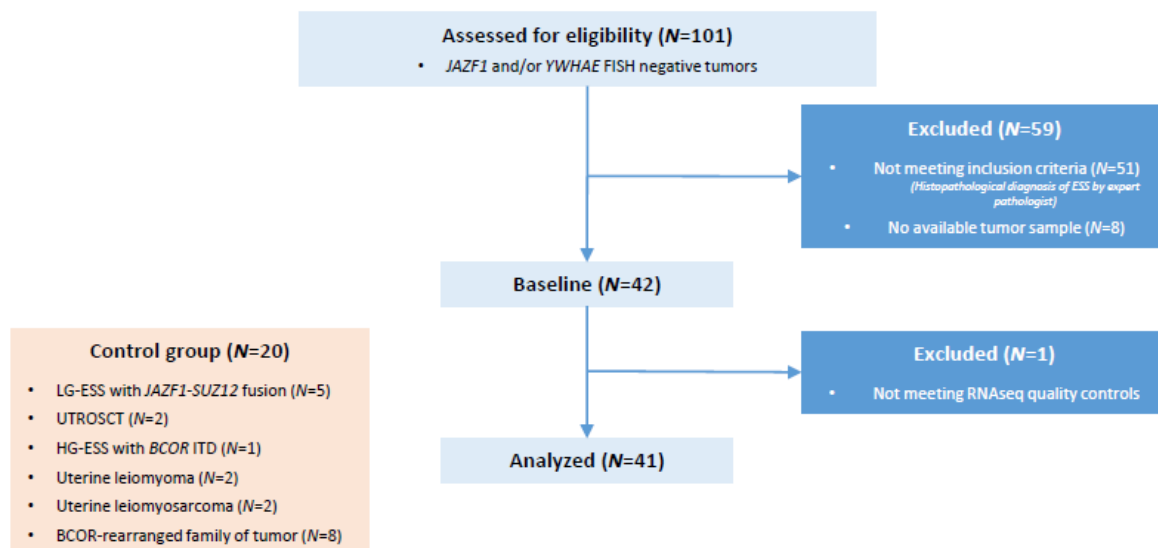 Assessed for eligibility (N=101)
• JAZF1 and/or YWHAE FISH negative tumors
Excluded (N=59)
• Not meeting inclusion criteria (N=51)
(Histopathological diagnosis of ESS by expert
pathologist)
• No available tumor sample (N=8)
Baseline (N=42)
Control group (N=20)
• LG-ESS with JAZF1-SUZ12 fusion (N=5)
• UTROSCT (N=2)
• HG-ESS with BCOR ITD (N=1)
• Uterine leiomyoma (N=2)
• Uterine leiomyosarcoma (N=2)
• BCOR-rearranged family of tumor (N=8)
Excluded (N=1)
• Not meeting RNAseq quality controls
Analyzed (N=41)